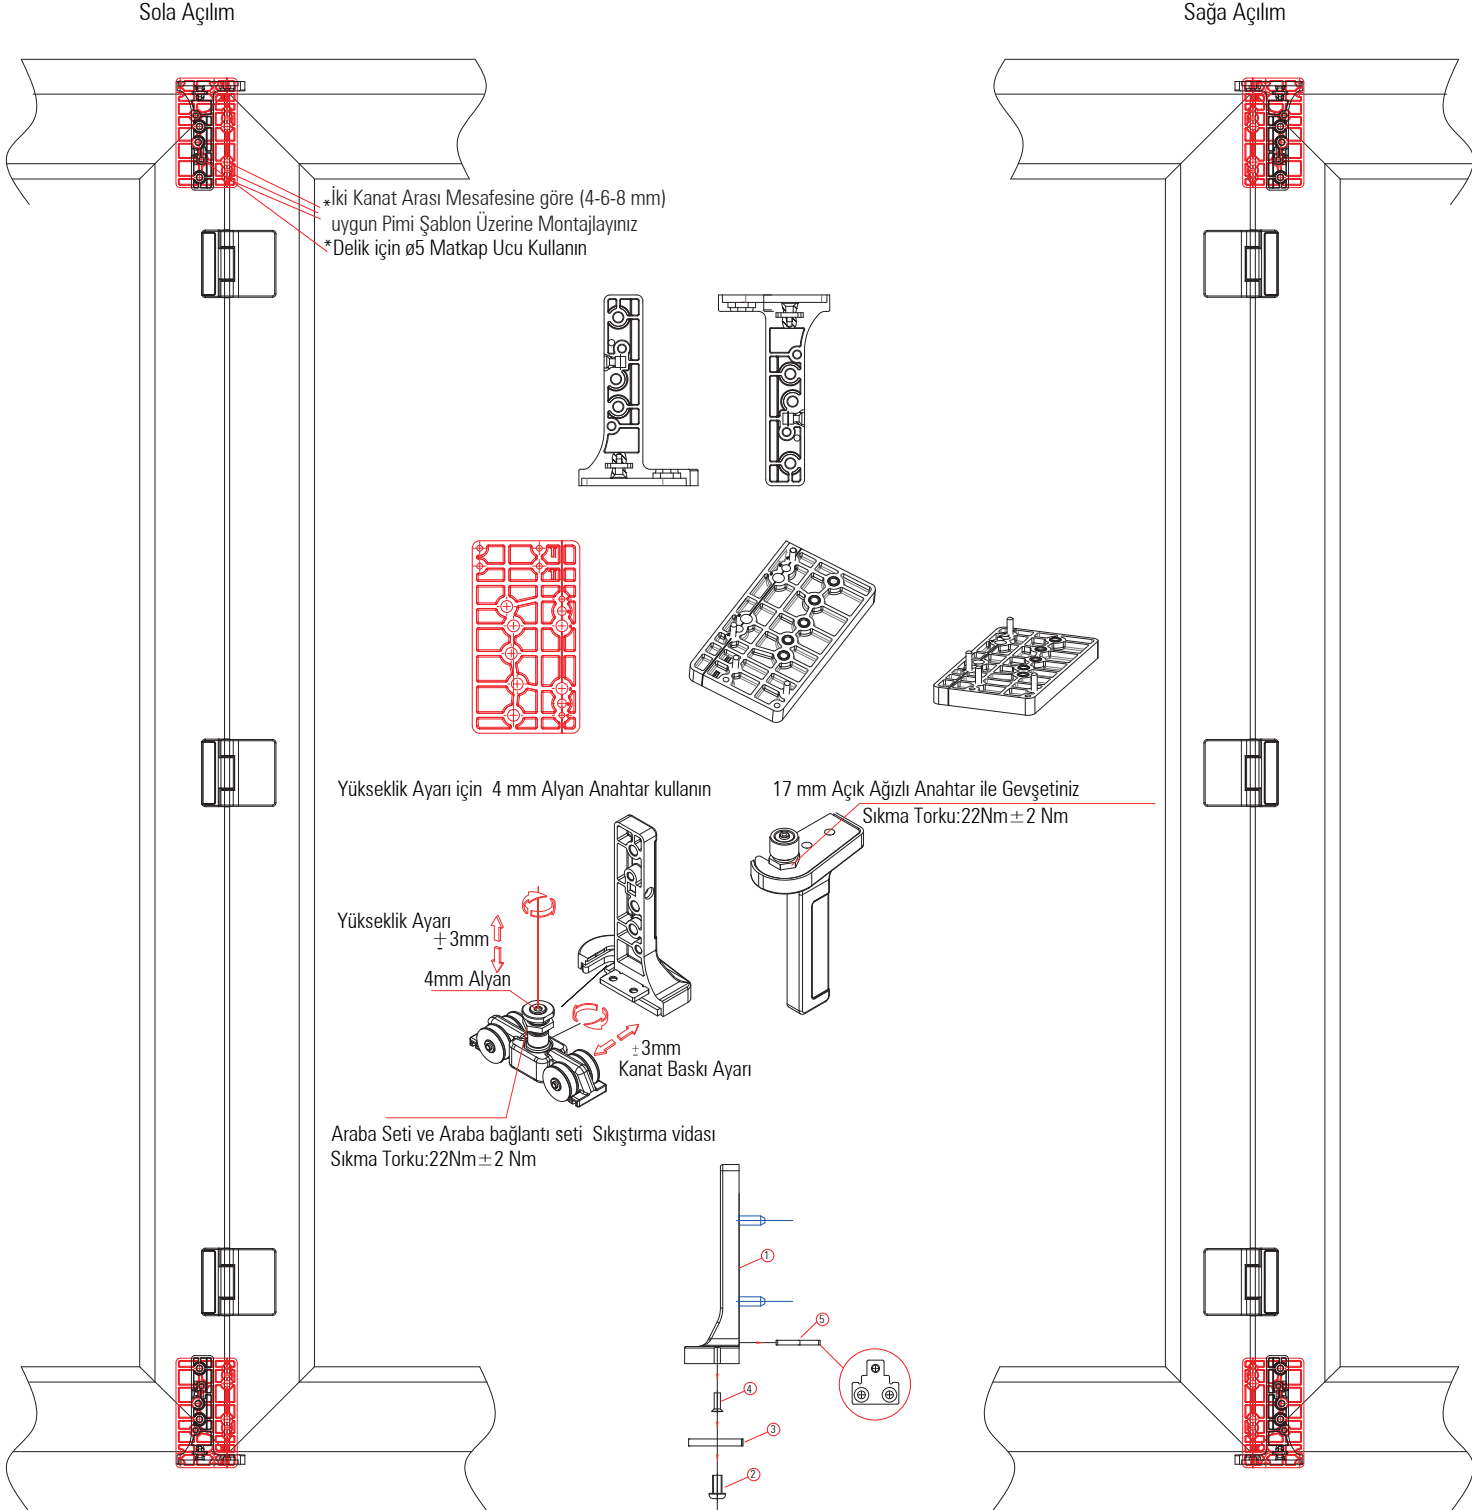 Sola Açılım
Sağa Açılım
*İki Kanat Arası Mesafesine göre (4-6-8 mm)
uygun Pimi Şablon Üzerine Montajlayınız
*Delik için ø5 Matkap Ucu Kullanın
Yükseklik Ayarı için 4 mm Alyan Anahtar kullanın
17 mm Açık Ağızlı Anahtar ile Gevşetiniz
Sıkma Torku:22Nm±2 Nm
Yükseklik Ayarı
±3mm
4mm Alyan
±3mm
Kanat Baskı Ayarı
Araba Seti ve Araba bağlantı seti Sıkıştırma vidası
Sıkma Torku:22Nm±2 Nm
1
5
4
3
2